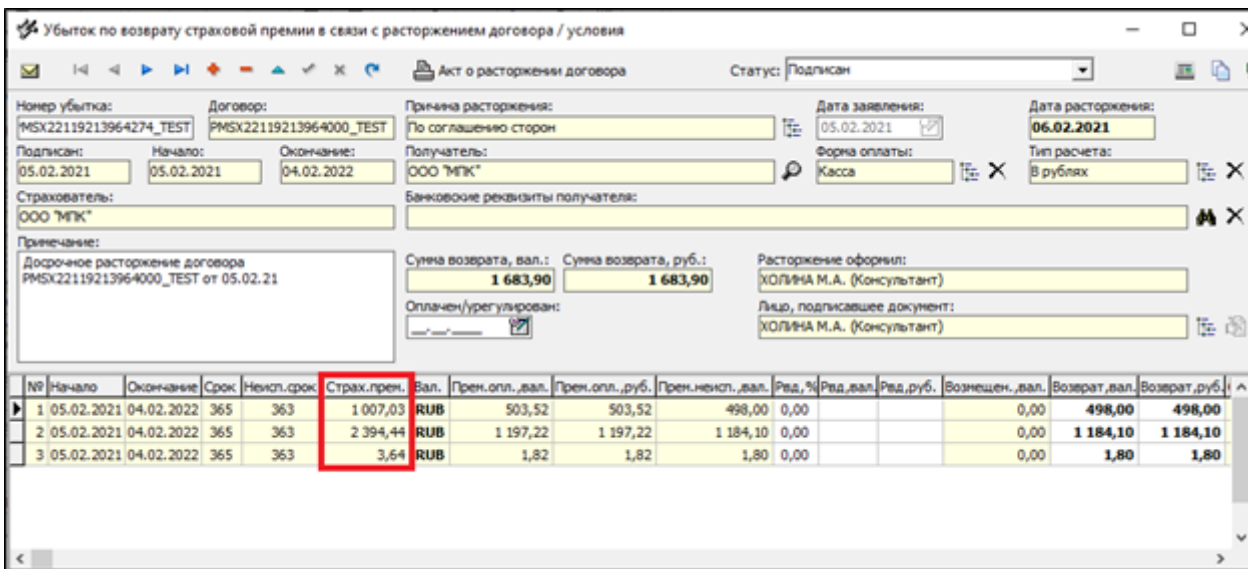 Убыток по возврату страховой премии в связи с расторжением договора / условия
Акт о расторжении договора Статус: Подписан
Номер убытка: Договор: Причина расторжения: Дата заявления: Дата расторжения:
MSX22119213964274_TEST PMSX22119213964000_TEST По соглашению сторон 05.02.2021 06.02.2021
Подписан: Начало: Окончание: Получатель: Форма оплаты: Тип расчета:
05.02.2021 05.02.2021 04.02.2022 ООО "МПК" Касса В рублях
Страхователь: Банковские реквизиты получателя:
ООО "МПК"
Примечание:
Досрочное расторжение договора
PMSX22119213964000_TEST от 05.02.21
Сумма возврата, вал.: Сумма возврата, руб.: Расторжение оформил:
1 683,90 1 683,90 ХОЛИНА М.А. (Консультант)
Оплачен/урегулирован: Лицо, подписавшее документ:
__.__.____ ХОЛИНА М.А. (Консультант)
№ Начало Окончание Срок Неисп.срок Страх.прем. Вал. Прем.опл.,вал. Прем.опл.,руб. Прем.неисп.,вал. Рвд,% Рвд,вал. Рвд,руб. Возмещен.,вал. Возврат,вал. Возврат,руб.
1 05.02.2021 04.02.2022 365 363 1 007,03 RUB 503,52 503,52 498,00 0,00 0,00 498,00 498,00
2 05.02.2021 04.02.2022 365 363 2 394,44 RUB 1 197,22 1 197,22 1 184,10 0,00 0,00 1 184,10 1 184,10
3 05.02.2021 04.02.2022 365 363 3,64 RUB 1,82 1,82 1,80 0,00 0,00 1,80 1,80